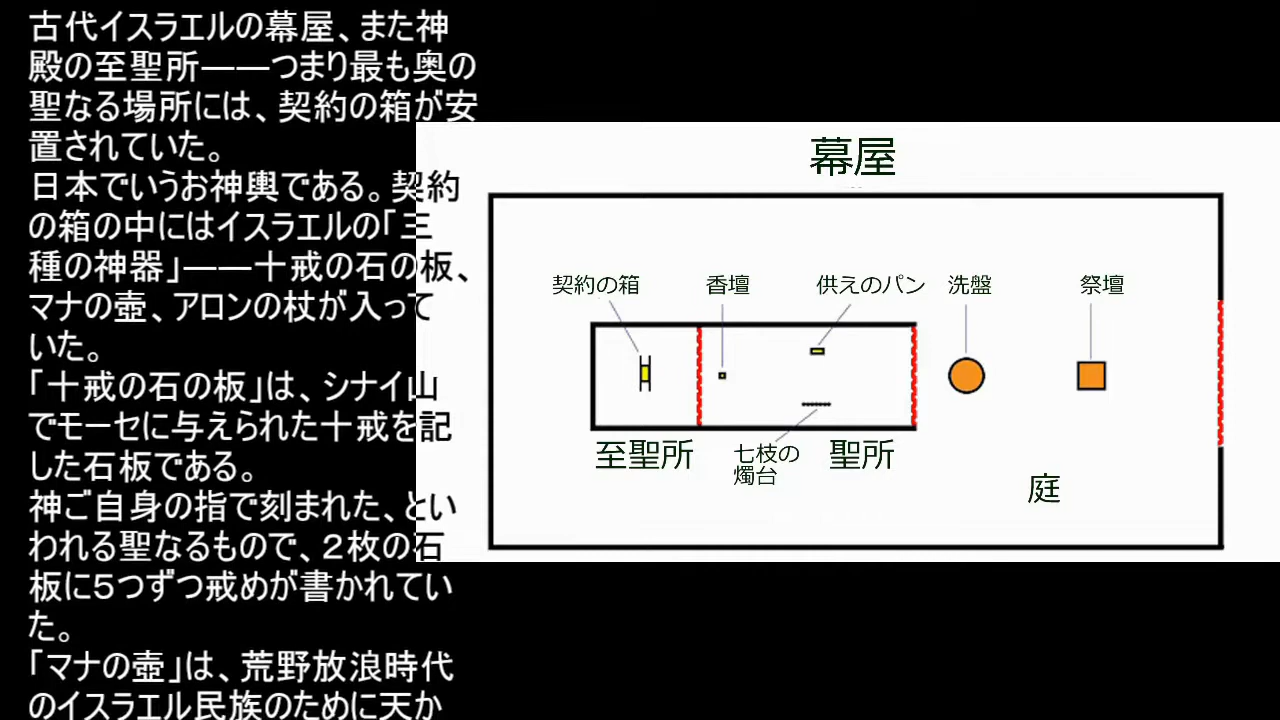 古代イスラエルの幕屋、また神
殿の至聖所――つまり最も奥の
聖なる場所には、契約の箱が安
置されていた。
日本でいうお神輿である。契約
の箱の中にはイスラエルの「三
種の神器」――十戒の石の板、
マナの壺、アロンの杖が入って
いた。
「十戒の石の板」は、シナイ山
でモーセに与えられた十戒を記
した石板である。
神ご自身の指で刻まれた、とい
われる聖なるもので、２枚の石
板に５つずつ戒めが書かれてい
た。
「マナの壺」は、荒野放浪時代
のイスラエル民族のために天か
幕屋
契約の箱
香壇
供えのパン
洗盤
祭壇
至聖所
七枝の
燭台
聖所
庭